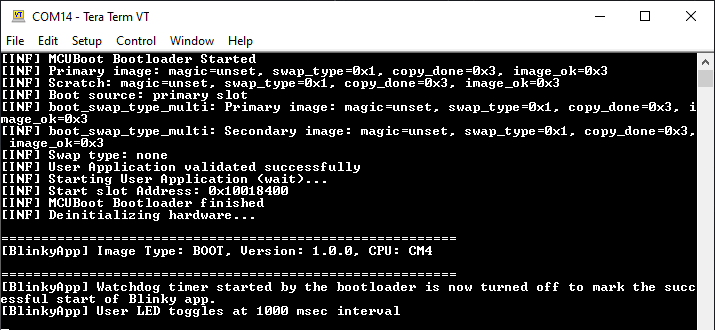 COM14 - Tera Term VT
File Edit Setup Control Window Help
[INF] MCUBoot Bootloader Started
[INF] Primary image: magic=unset, swap_type=0x1, copy_done=0x3, image_ok=0x3
[INF] Scratch: magic=unset, swap_type=0x1, copy_done=0x3, image_ok=0x3
[INF] Boot source: primary slot
[INF] boot_swap_type_multi: Primary image: magic=unset, swap_type=0x1, copy_done=0x3, i
mage_ok=0x3
[INF] boot_swap_type_multi: Secondary image: magic=unset, swap_type=0x1, copy_done=0x3,
 image_ok=0x3
[INF] Swap type: none
[INF] User Application validated successfully
[INF] Starting User Application (wait)...
[INF] Start slot Address: 0x10018400
[INF] MCUBoot Bootloader finished
[INF] Deinitializing hardware...
=========================================================
[BlinkyApp] Image Type: BOOT, Version: 1.0.0, CPU: CM4
=========================================================
[BlinkyApp] Watchdog timer started by the bootloader is now turned off to mark the succ
essful start of Blinky app.
[BlinkyApp] User LED toggles at 1000 msec interval